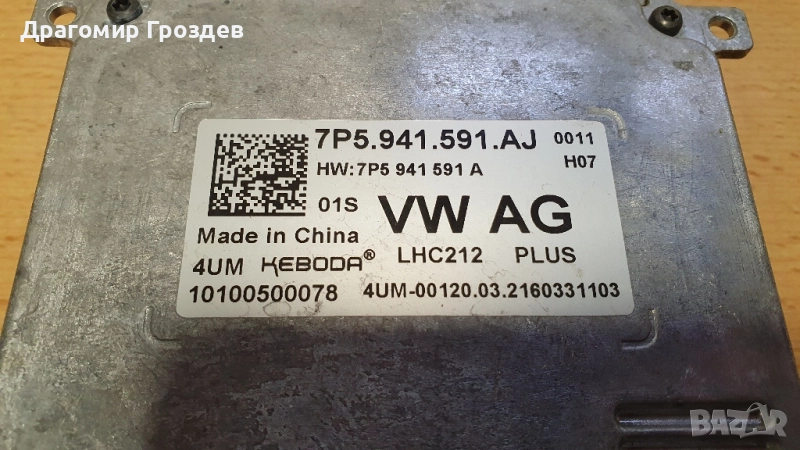 Драгомир Гроздев
7P5.941.591.AJ 0011
HW:7P5 941 591 A H07
01S VW AG
Made in China
4UM KEBODA® LHC212 PLUS
10100500078 4UM-00120.03.2160331103
BAZAR